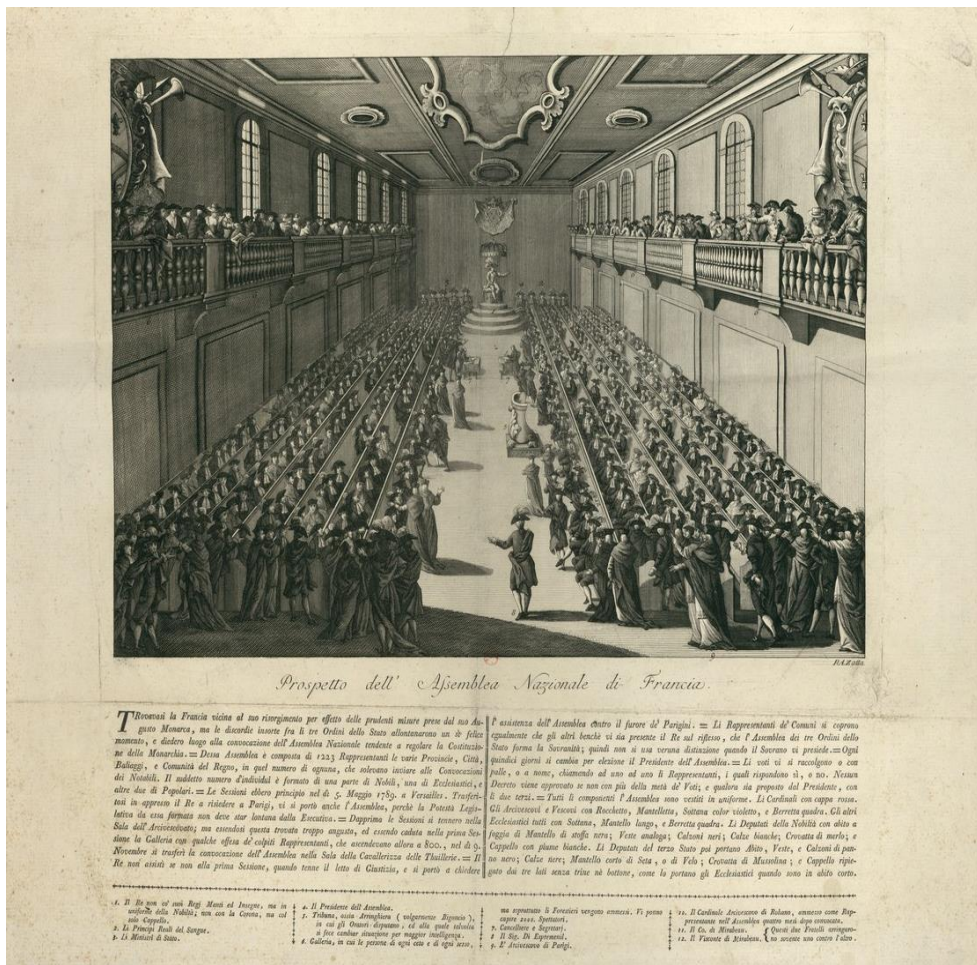 P.A.Kolla
Prospetto dell' Assemblea Nazionale di Francia.
TRovavasi la Francia vicina al suo risorgimento per effetto delle prudenti misure prese dal suo Au-
gusto Monarca, ma le discordie insorte fra li tre Ordini dello Stato allontanarono un sì felice
momento, e diedero luogo alla convocazione dell'Assemblea Nazionale tendente a regolare la Costituzio-
ne della Monarchia. = Dessa Assemblea è composta di 1223 Rappresentanti le varie Provincie, Città,
Baliaggi, e Comunità del Regno, in quel numero di ognuna, che solevano inviare alle Convocazioni
dei Notabili. Il suddetto numero d'individui è formato di una parte di Nobili, una di Ecclesiastici, e
altre due di Popolari. = Le Sessioni ebbero principio nel dì 5. Maggio 1789. a Versailles. Trasferi-
tosi in appresso il Re a risiedere a Parigi, vi si portò anche l'Assemblea, perchè la Potestà Legis-
lativa da essa formata non deve star lontana dalla Esecutiva. = Dapprima le Sessioni si tennero nella
Sala dell'Arcivescovato; ma essendosi questa trovata troppo angusta, ed essendo caduta nella prima Ses-
sione la Galleria con qualche offesa de' colpiti Rappresentanti, che ascendevano allora a 800., nel dì 9.
Novembre si trasferì la convocazione dell'Assemblea nella Sala della Cavallerizza delle Thuillerie. = Il
Re non assistè se non alla prima Sessione, quando tenne il letto di Giustizia, e si portò a chiedere
l'assistenza dell'Assemblea contro il furore de' Parigini. = Li Rappresentanti de' Comuni si coprono
egualmente che gli altri benchè vi sia presente il Re sul riflesso, che l'Assemblea dei tre Ordini dello
Stato forma la Sovranità; quindi non si usa veruna distinzione quando il Sovrano vi presiede. = Ogni
quindici giorni si cambia per elezione il Presidente dell'Assemblea. = Li voti vi si raccolgono o con
palle, o a nome, chiamando ad uno ad uno li Rappresentanti, i quali rispondono sì, o no. Nessun
Decreto viene approvato se non con più della metà de' Voti; e qualora sia proposto del Presidente, con
li due terzi. = Tutti li componenti l'Assemblea sono vestiti in uniforme. Li Cardinali con cappa rossa.
Gli Arcivescovi e Vescovi con Rocchetto, Mantelletta, Sottana color violetto, e Berretta quadra. Gli altri
Ecclesiastici tutti con Sottana, Mantello lungo, e Berretta quadra. Li Deputati della Nobiltà con abito a
foggia di Mantello di stoffa nera; Veste analoga; Calzoni neri; Calze bianche; Crovatta di merlo; e
Cappello con piume bianche. Li Deputati del terzo Stato poi portano Abito, Veste, e Calzoni di pan-
no nero; Calze nere; Mantello corto di Seta, o di Velo; Crovatta di Mussolina; e Cappello ripie-
gato dai tre lati senza trine nè bottone, come la portano gli Ecclesiastici quando sono in abito corto.
1. Il Re non co' suoi Regj Manti ed Insegne, ma in
uniforme della Nobiltà, non con la Corona, ma col
solo Cappello.
2. Li Principi Reali del Sangue.
3. Li Ministri di Stato.
4. Il Presidente dell'Assemblea.
5. Tribuna, ossia Arringhiera (volgarmente Bigoncio),
in cui gli Oratori disputano, ed alla quale talvolta
si fece cambiar situazione per maggior intelligenza.
6. Galleria, in cui le persone di ogni ceto e di ogni sesso,
ma soprattutto li Forestieri vengono ammessi. Vi ponno
capire 2000. Spettatori.
7. Cancelliere e Segretarj.
8. Il Sig. Di Espremenil.
9. L'Arcivescovo di Parigi.
10. Il Cardinale Arcivescovo di Rohano, ammesso come Rap-
presentante nell'Assemblea quattro mesi dopo convocata.
11. Il Co. di Mirabeau. { Questi due Fratelli arringaro-
12. Il Visconte di Mirabeau. { no sovente uno contro l'altro.